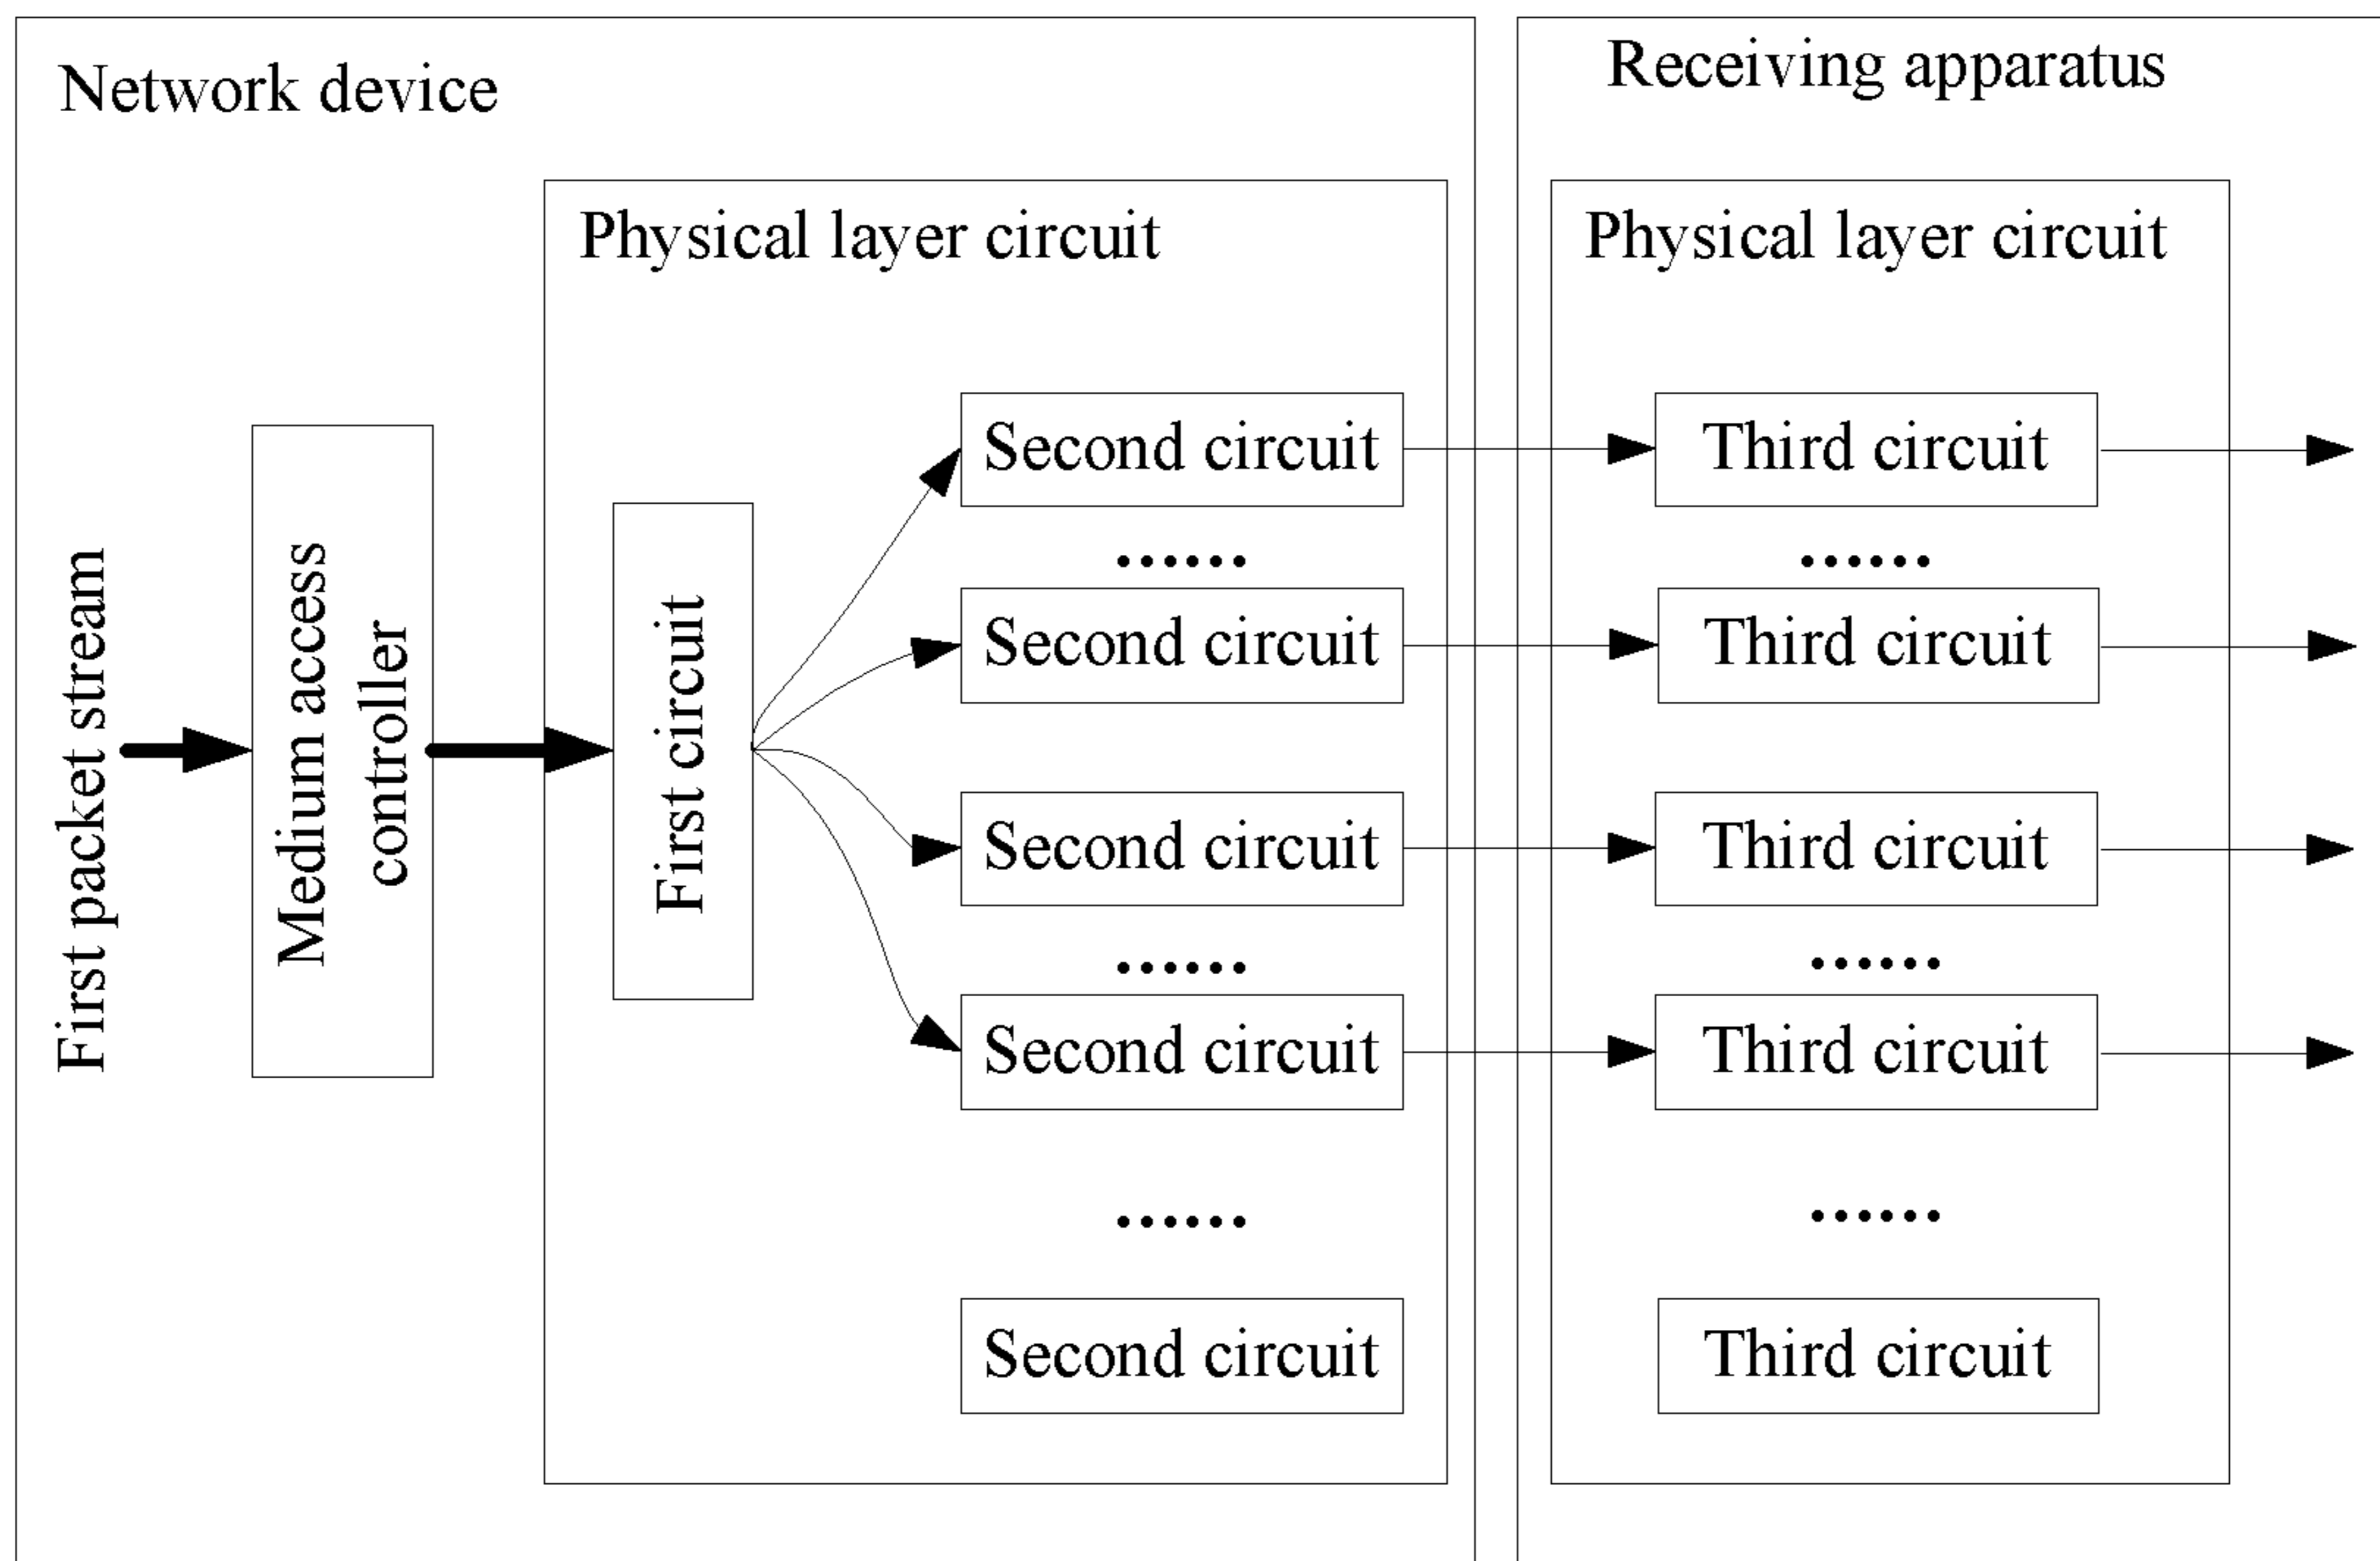 Network device
Receiving apparatus
Physical layer circuit
Physical layer circuit
First packet stream
Medium access
controller
First circuit
Second circuit
Third circuit
......
......
Second circuit
Third circuit
Second circuit
Third circuit
......
......
Second circuit
Third circuit
......
......
Second circuit
Third circuit